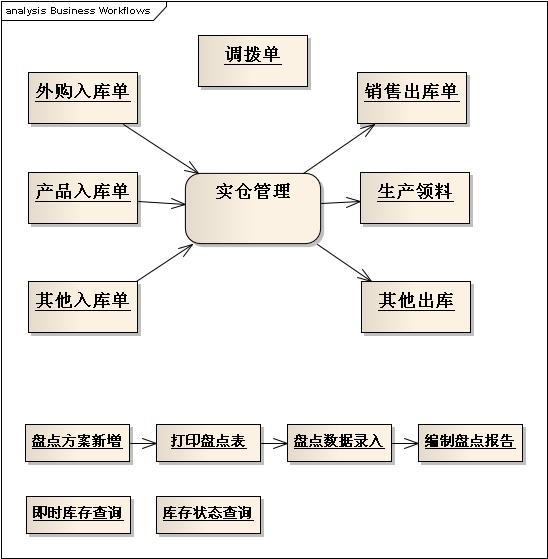 analysis Business Workflows
调拨单
外购入库单
销售出库单
产品入库单
实仓管理
生产领料
其他入库单
其他出库
盘点方案新增
打印盘点表
盘点数据录入
编制盘点报告
即时库存查询
库存状态查询